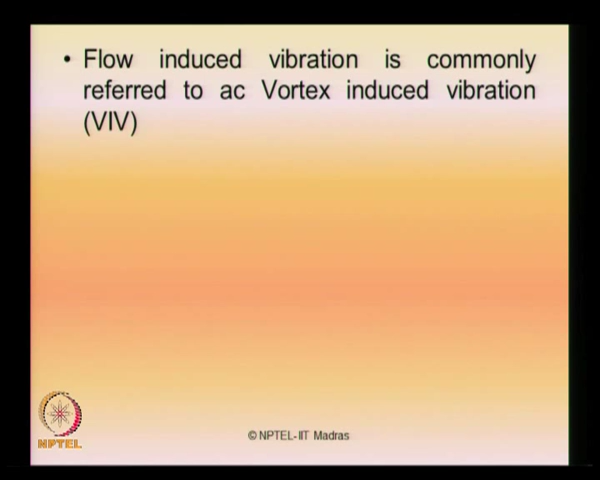 • Flow induced vibration is commonly
referred to ac Vortex induced vibration
(VIV)
NPTEL
© NPTEL-IIT Madras